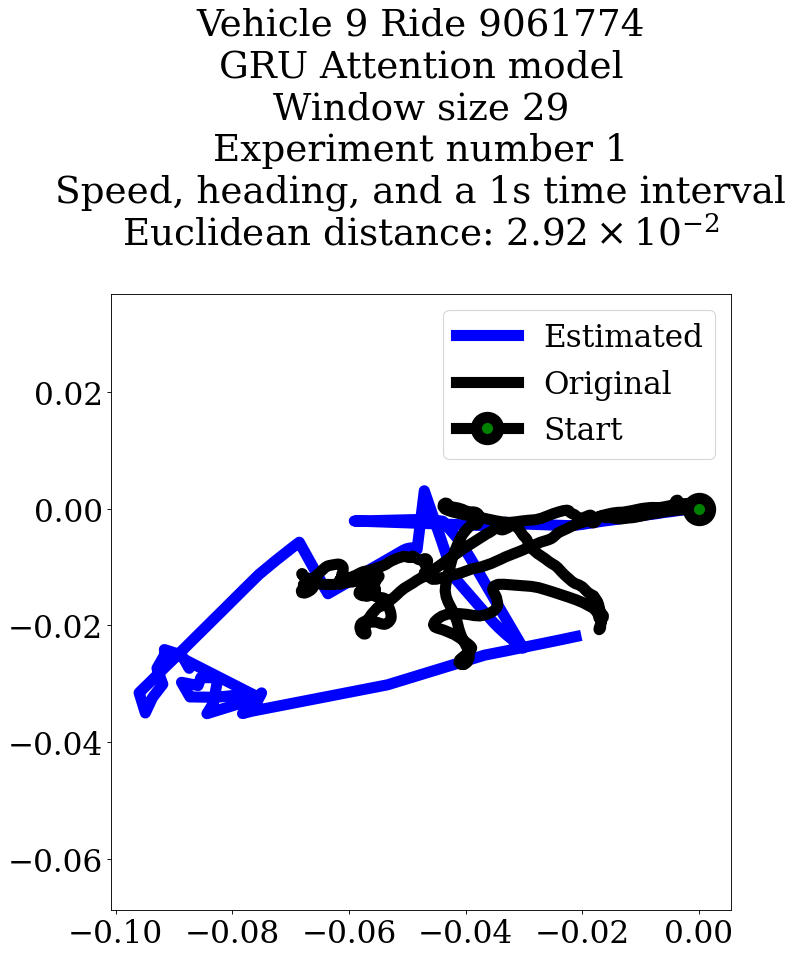 Vehicle 9 Ride 9061774
GRU Attention model
Window size 29
Experiment number 1
Speed, heading, and a 1s time interval
Euclidean distance: 2.92 × 10⁻²
Estimated
Original
Start
0.02
0.00
−0.02
−0.04
−0.06
−0.10 −0.08 −0.06 −0.04 −0.02 0.00